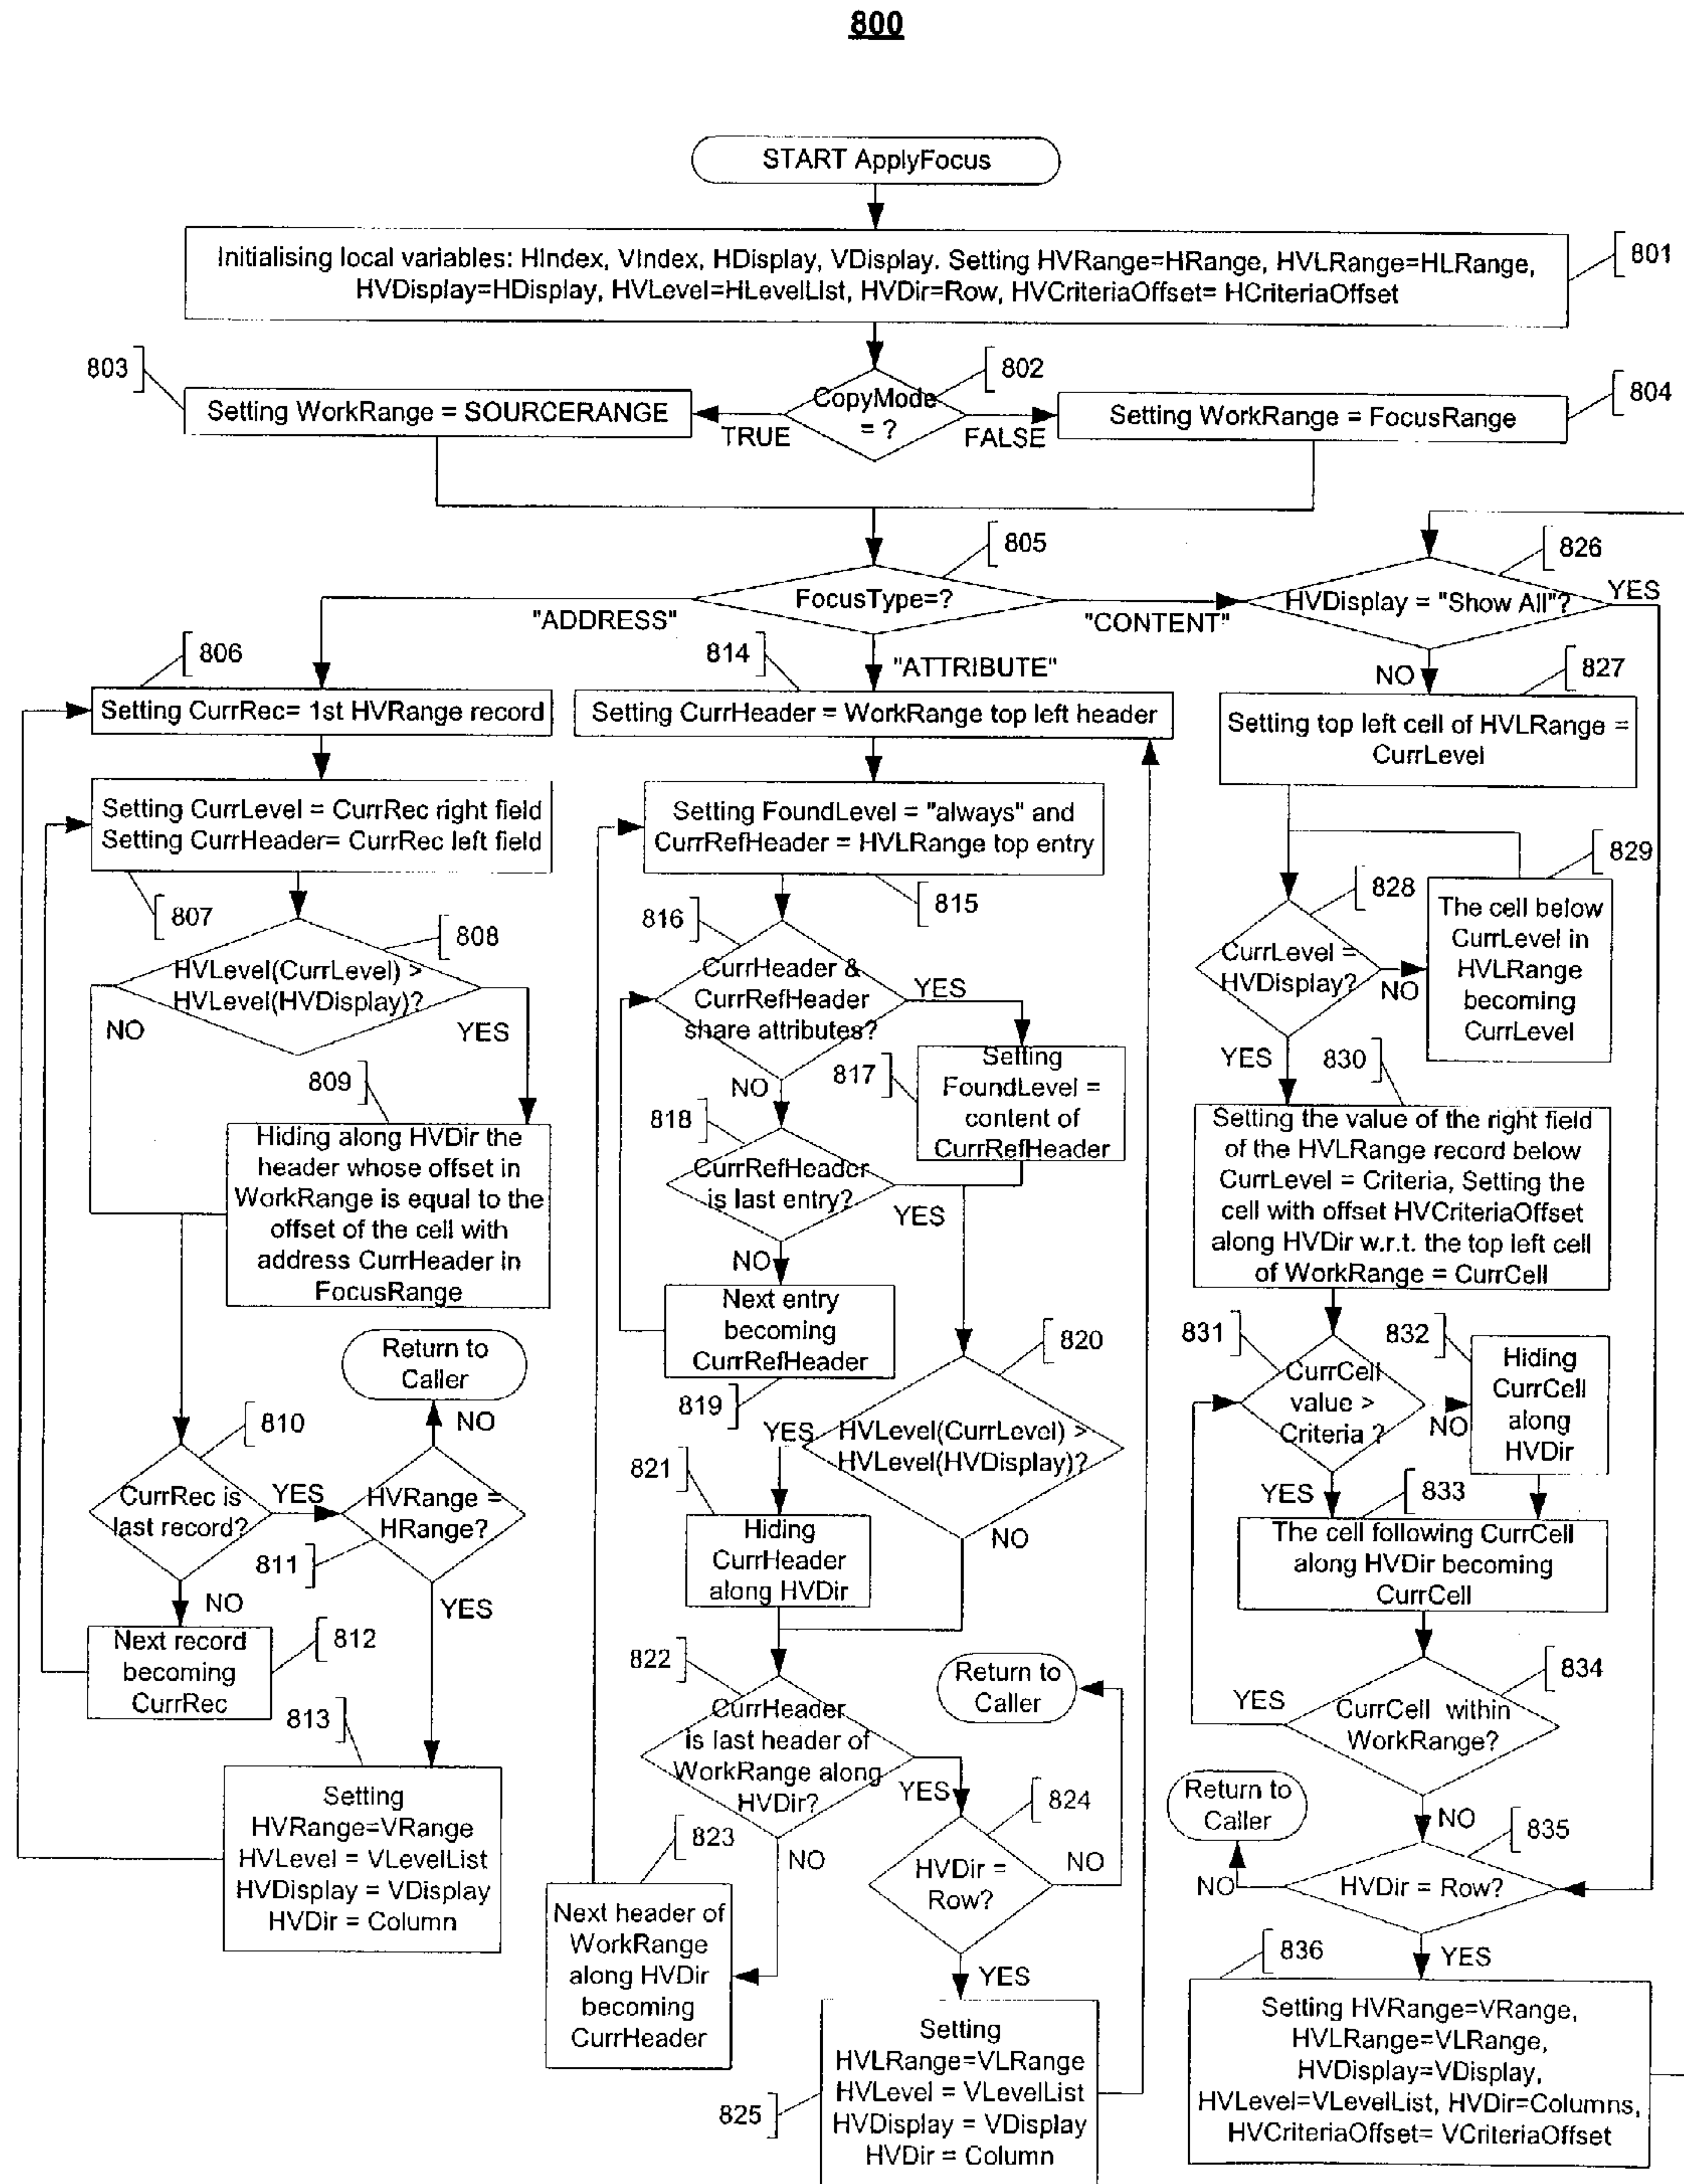 800
START ApplyFocus
Initialising local variables: HIndex, VIndex, HDisplay, VDisplay. Setting HVRange=HRange, HVLRange=HLRange,
HVDisplay=HDisplay, HVLevel=HLevelList, HVDir=Row, HVCriteriaOffset= HCriteriaOffset
801
803
802
804
Setting WorkRange = SOURCERANGE
CopyMode
= ?
TRUE
FALSE
Setting WorkRange = FocusRange
805
FocusType=?
"ADDRESS"
"ATTRIBUTE"
"CONTENT"
806
Setting CurrRec= 1st HVRange record
Setting CurrLevel = CurrRec right field
Setting CurrHeader= CurrRec left field
807
808
HVLevel(CurrLevel) >
HVLevel(HVDisplay)?
NO
YES
809
Hiding along HVDir the
header whose offset in
WorkRange is equal to the
offset of the cell with
address CurrHeader in
FocusRange
Return to
Caller
NO
810
CurrRec is
last record?
YES
HVRange =
HRange?
811
NO
YES
Next record
becoming
CurrRec
812
813
Setting
HVRange=VRange
HVLevel = VLevelList
HVDisplay = VDisplay
HVDir = Column
814
Setting CurrHeader = WorkRange top left header
Setting FoundLevel = "always" and
CurrRefHeader = HVLRange top entry
815
816
CurrHeader &
CurrRefHeader
share attributes?
YES
NO
817
Setting
FoundLevel =
content of
CurrRefHeader
818
CurrRefHeader
is last entry?
YES
NO
Next entry
becoming
CurrRefHeader
819
820
HVLevel(CurrLevel) >
HVLevel(HVDisplay)?
YES
NO
821
Hiding
CurrHeader
along HVDir
822
CurrHeader
is last header of
WorkRange along
HVDir?
YES
NO
823
Next header of
WorkRange
along HVDir
becoming
CurrHeader
Return to
Caller
824
HVDir =
Row?
NO
YES
Setting
HVLRange=VLRange
HVLevel = VLevelList
HVDisplay = VDisplay
HVDir = Column
825
826
HVDisplay = "Show All"?
YES
NO
827
Setting top left cell of HVLRange =
CurrLevel
828
CurrLevel =
HVDisplay?
NO
YES
829
The cell below
CurrLevel in
HVLRange
becoming
CurrLevel
830
Setting the value of the right field
of the HVLRange record below
CurrLevel = Criteria, Setting the
cell with offset HVCriteriaOffset
along HVDir w.r.t. the top left cell
of WorkRange = CurrCell
831
CurrCell
value >
Criteria ?
NO
YES
832
Hiding
CurrCell
along
HVDir
833
The cell following CurrCell
along HVDir becoming
CurrCell
834
CurrCell within
WorkRange?
YES
NO
Return to
Caller
835
HVDir = Row?
NO
YES
836
Setting HVRange=VRange,
HVLRange=VLRange,
HVDisplay=VDisplay,
HVLevel=VLevelList, HVDir=Columns,
HVCriteriaOffset= VCriteriaOffset